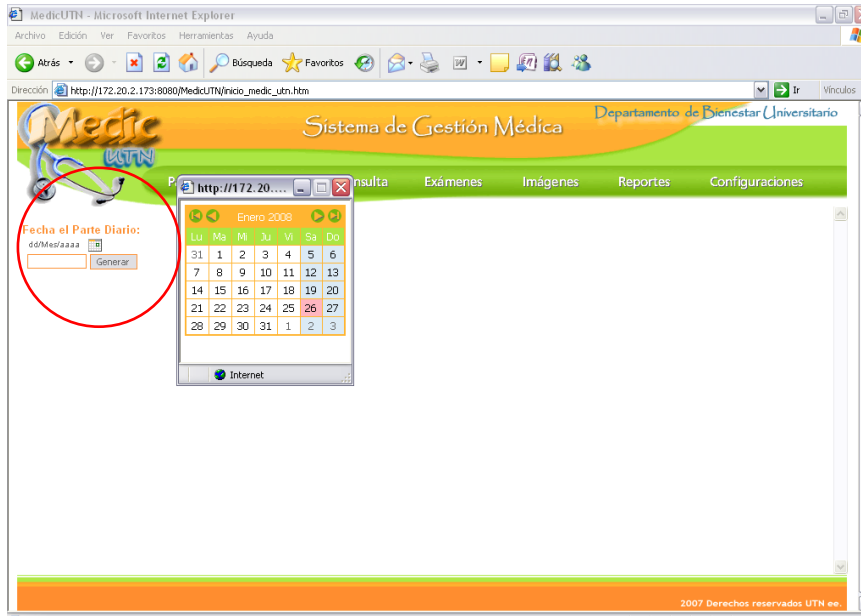 MedicUTN - Microsoft Internet Explorer
Archivo Edición Ver Favoritos Herramientas Ayuda
Atrás Búsqueda Favoritos
Dirección http://172.20.2.173:8080/MedicUTN/inicio_medic_utn.htm Ir Vínculos
Medic
UTN
Sistema de Gestión Médica
Departamento de Bienestar Universitario
Exámenes Imágenes Reportes Configuraciones
Fecha el Parte Diario:
dd/Mes/aaaa
Generar
http://172.20....
Enero 2008
Lu Ma Mi Ju Vi Sa Do
31 1 2 3 4 5 6
7 8 9 10 11 12 13
14 15 16 17 18 19 20
21 22 23 24 25 26 27
28 29 30 31 1 2 3
Internet
2007 Derechos reservados UTN ee.